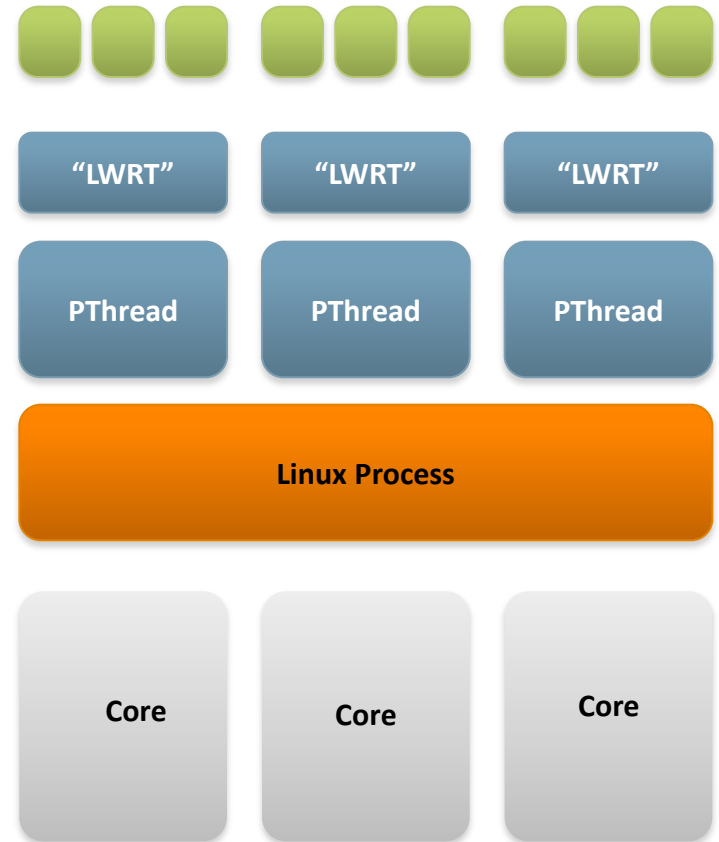 “LWRT” “LWRT” “LWRT”
PThread PThread PThread
Linux Process
Core Core Core